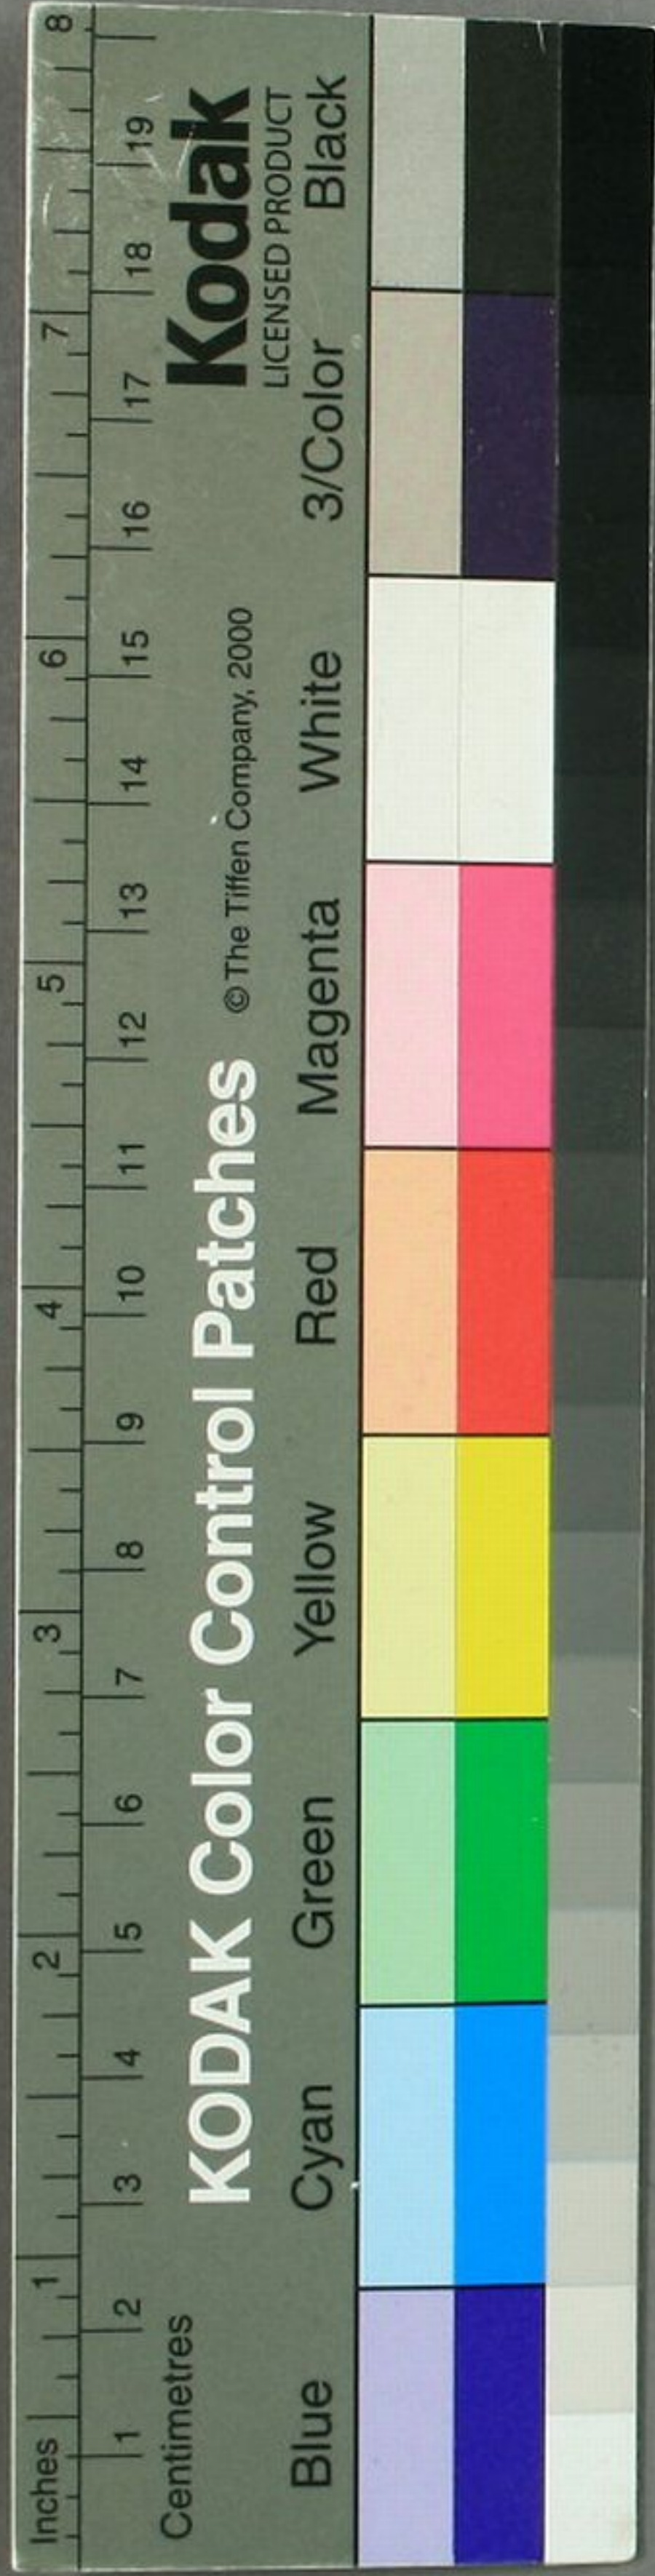 Inches 1 2 3 4 5 6 7 8
1 2 3 4 5 6 7 8 9 10 11 12 13 14 15 16 17 18 19
Centimetres
KODAK Color Control Patches © The Tiffen Company, 2000 Kodak
LICENSED PRODUCT
Blue Cyan Green Yellow Red Magenta White 3/Color Black